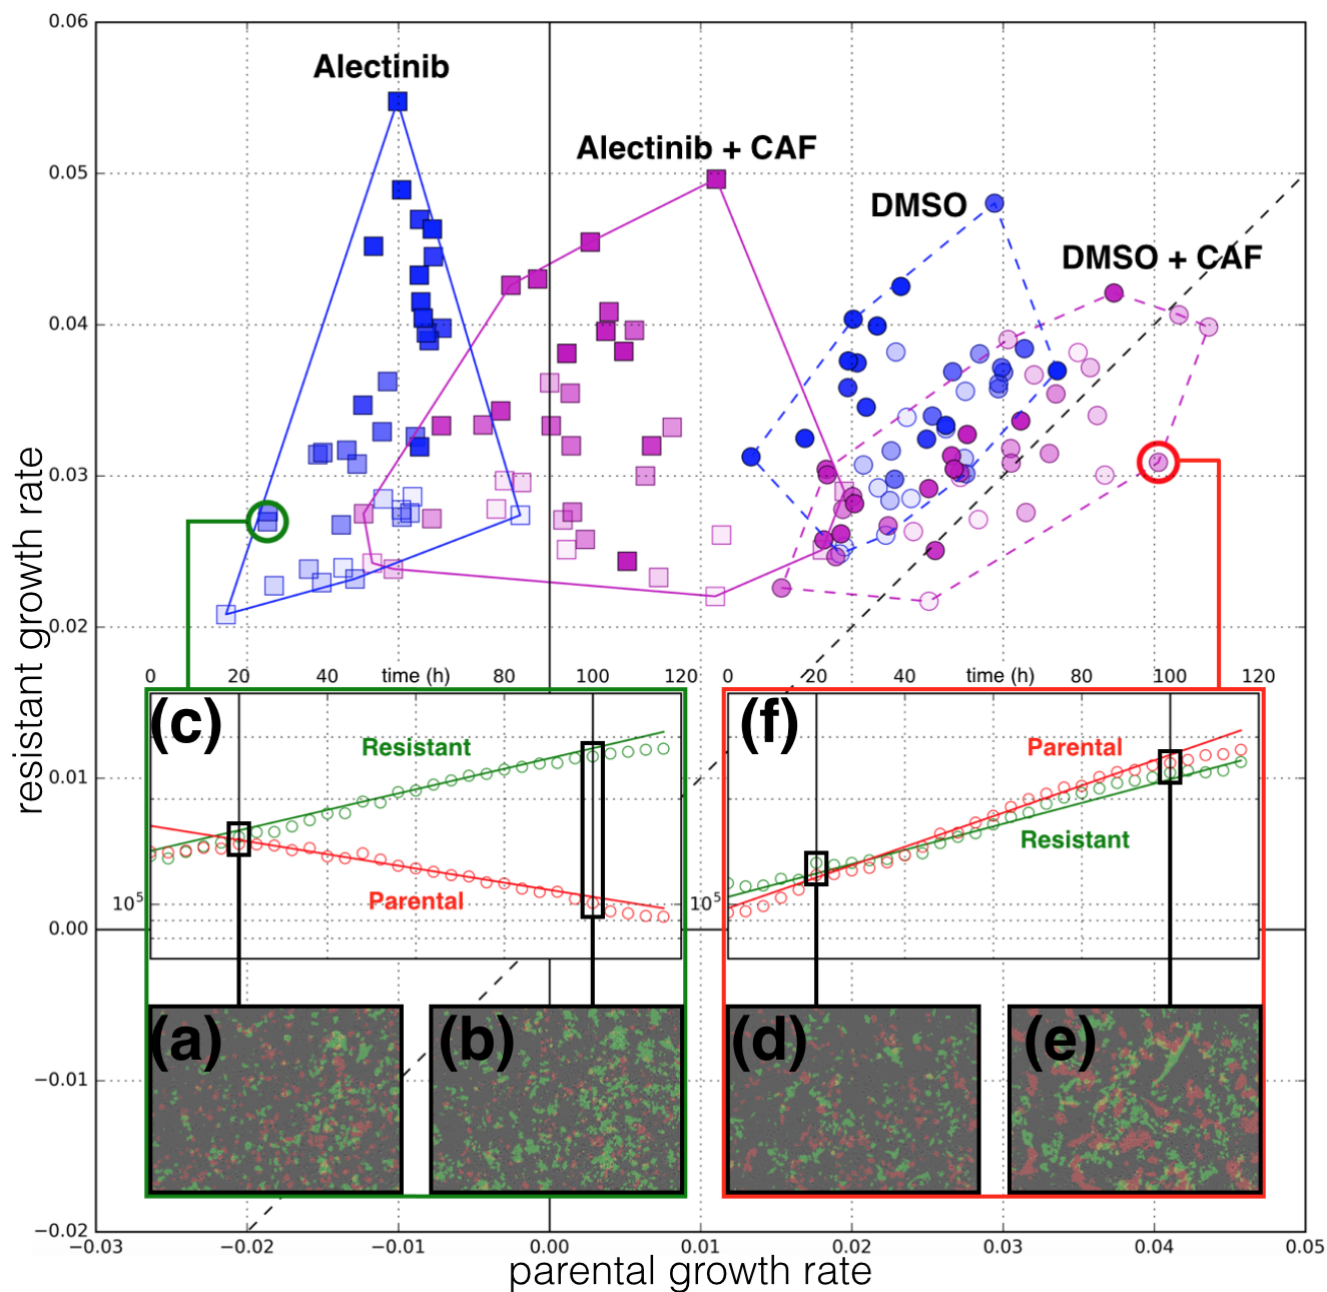 0.06
Alectinib
Alectinib + CAF
0.05
DMSO
DMSO + CAF
0.04
0.03
0.02
0.01
0.00
−0.01
−0.02
resistant growth rate
0 20 40 time (h) 80 100 120
(c)
Resistant
Parental
10^5
(a)
(b)
0 20 40 time (h) 80 100 120
(f)
Parental
Resistant
10^5
(d)
(e)
−0.03 −0.02 −0.01 0.00 0.01 0.02 0.03 0.04 0.05
parental growth rate